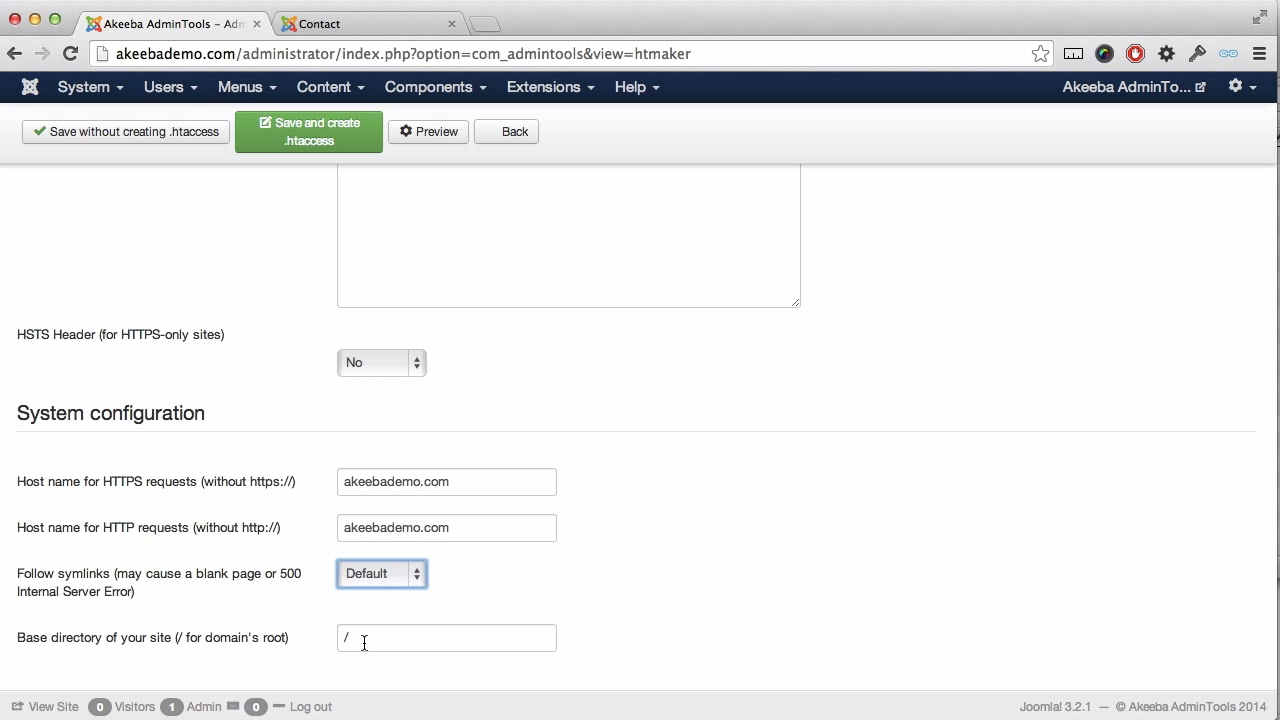 Akeeba AdminTools – Adm
Contact
akeebademo.com/administrator/index.php?option=com_admintools&view=htmaker
System Users Menus Content Components Extensions Help Akeeba AdminTo...
Save without creating .htaccess
Save and create
.htaccess
Preview
Back
HSTS Header (for HTTPS-only sites)
No
System configuration
Host name for HTTPS requests (without https://)
akeebademo.com
Host name for HTTP requests (without http://)
akeebademo.com
Follow symlinks (may cause a blank page or 500
Internal Server Error)
Default
Base directory of your site (/ for domain's root)
/
View Site 0 Visitors 1 Admin 0 Log out
Joomla! 3.2.1 — © Akeeba AdminTools 2014